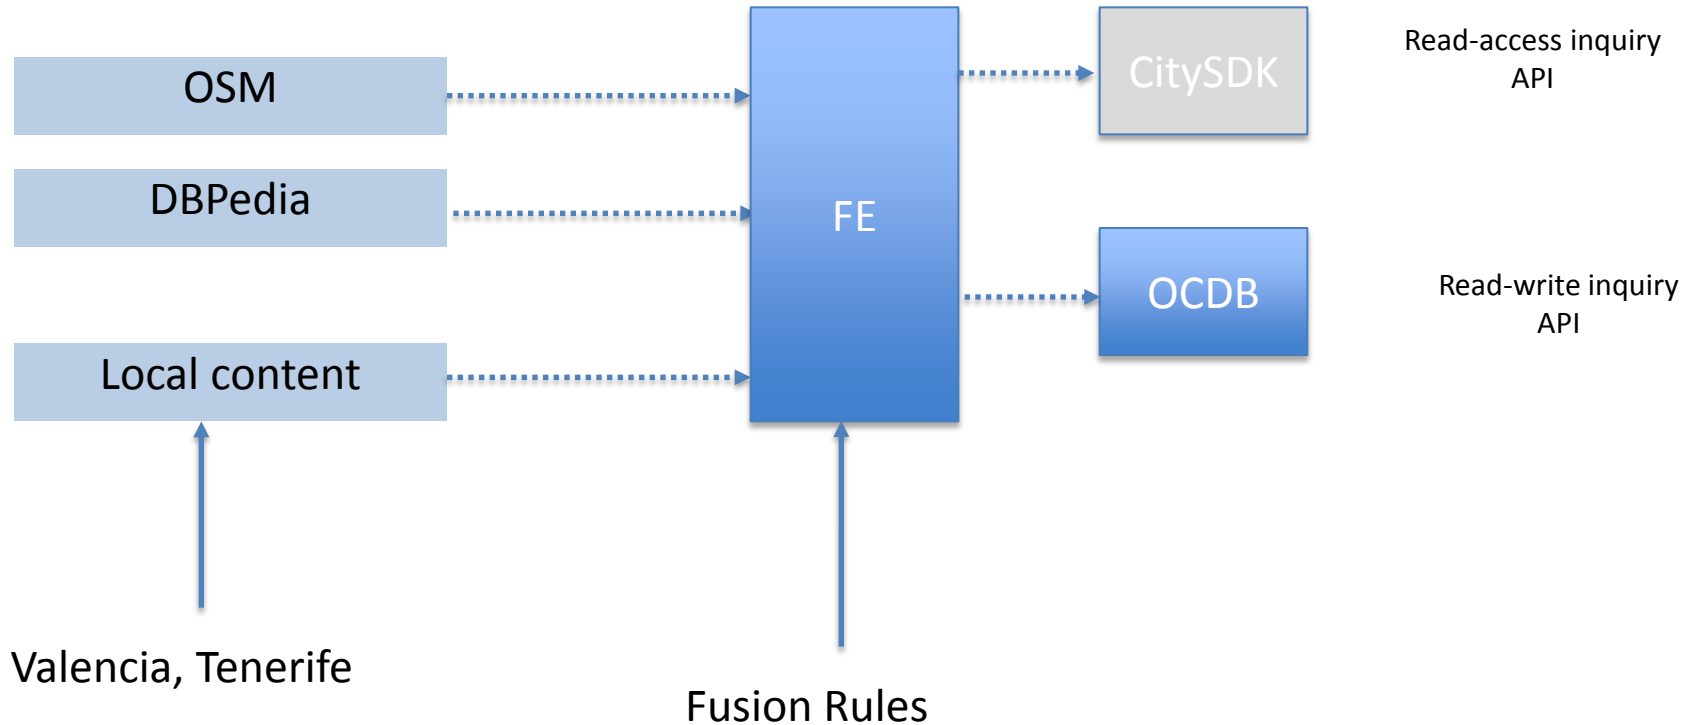 OSM
DBPedia
Local content
Valencia, Tenerife
FE
Fusion Rules
CitySDK
Read-access inquiry
API
OCDB
Read-write inquiry
API